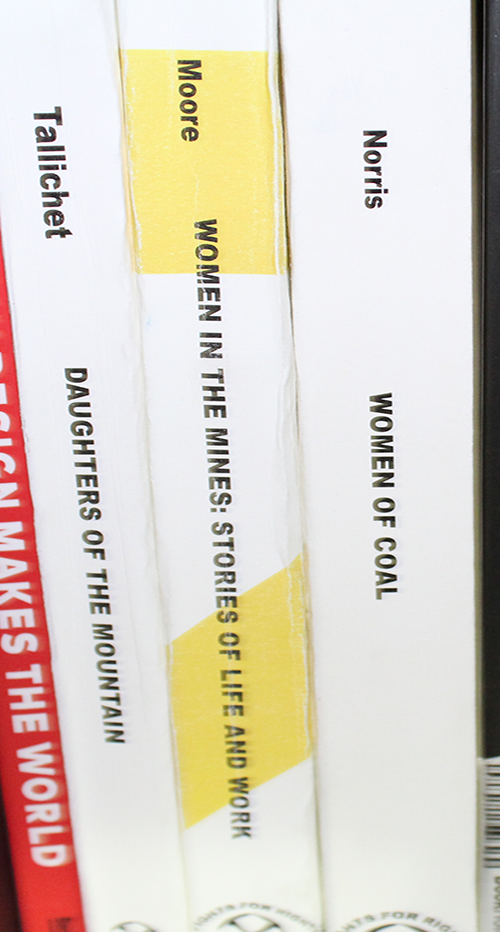 DESIGN MAKES THE WORLD
Tallichet
DAUGHTERS OF THE MOUNTAIN
Moore
WOMEN IN THE MINES: STORIES OF LIFE AND WORK
Norris
WOMEN OF COAL
FOR